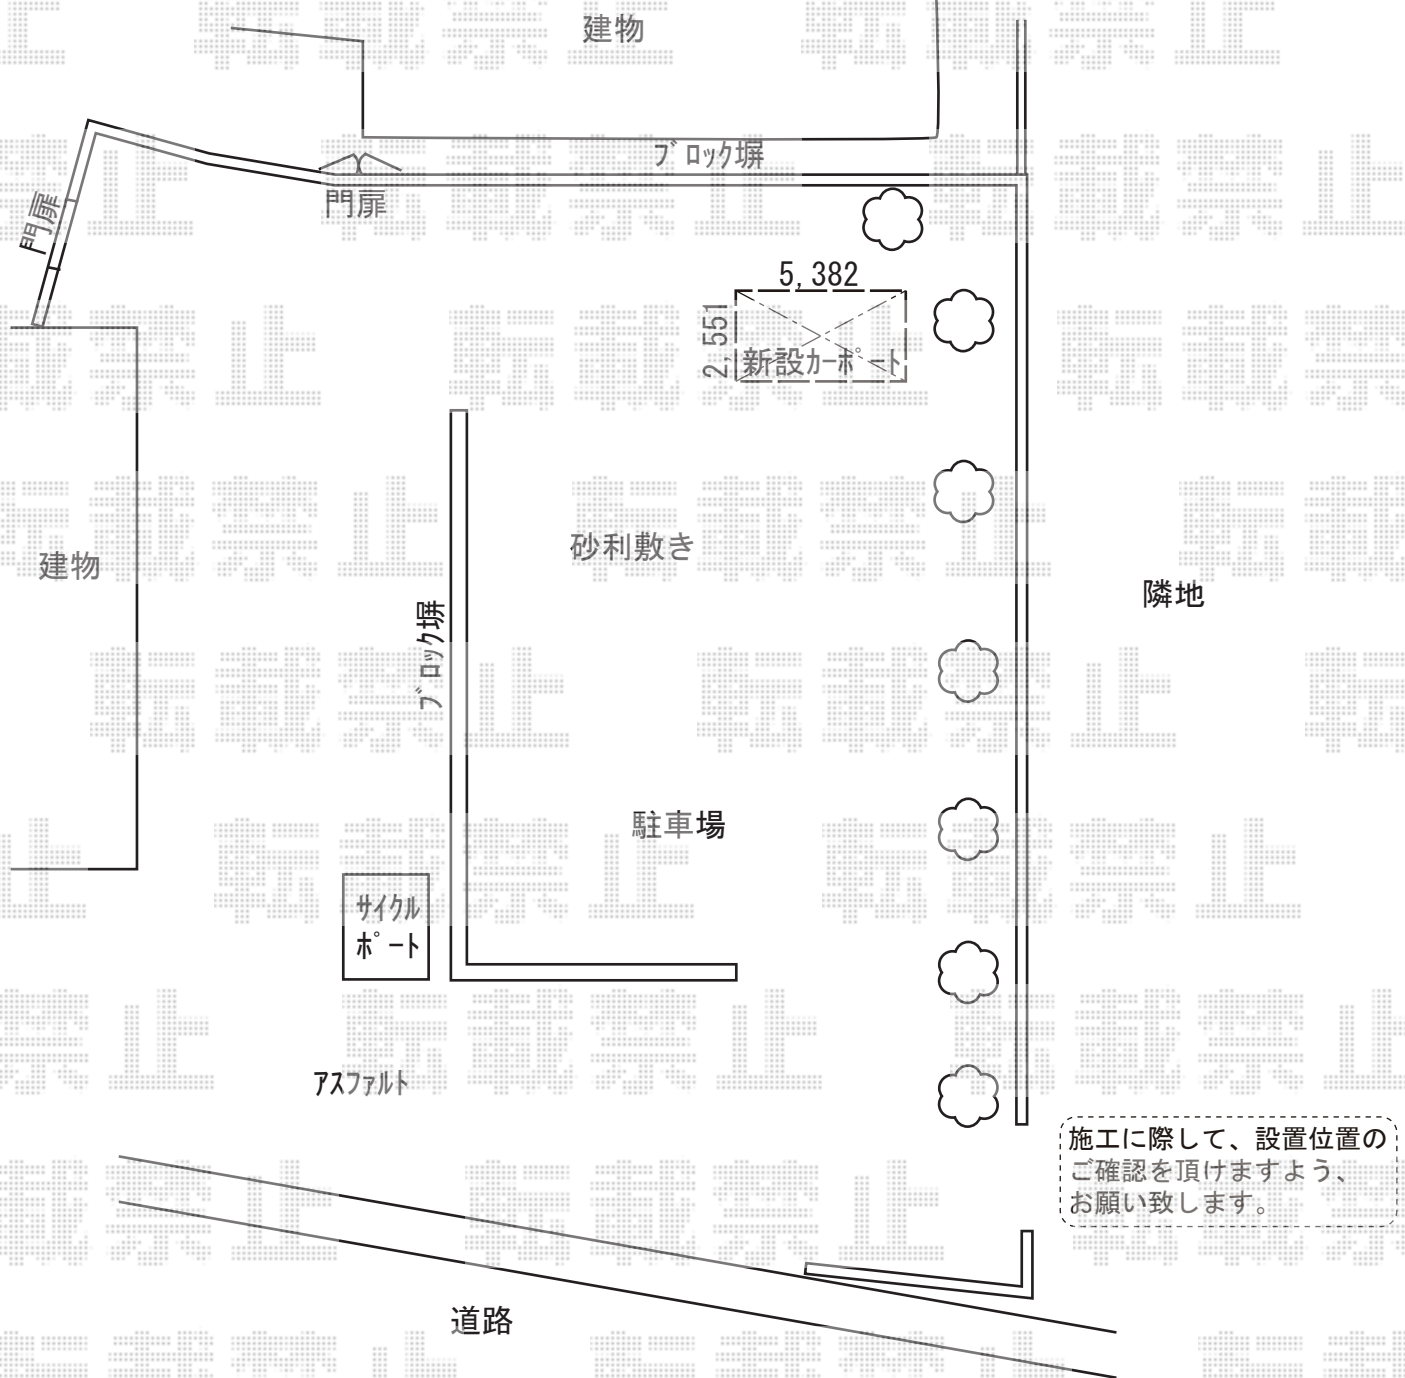 建物
ブロック塀
門扉
門扉
5,382
2,551
新設カーポート
砂利敷き
建物
隣地
ブロック塀
駐車場
サイクル
ポート
アスファルト
施工に際して、設置位置の
ご確認を頂けますよう、
お願い致します。
道路
転載禁止